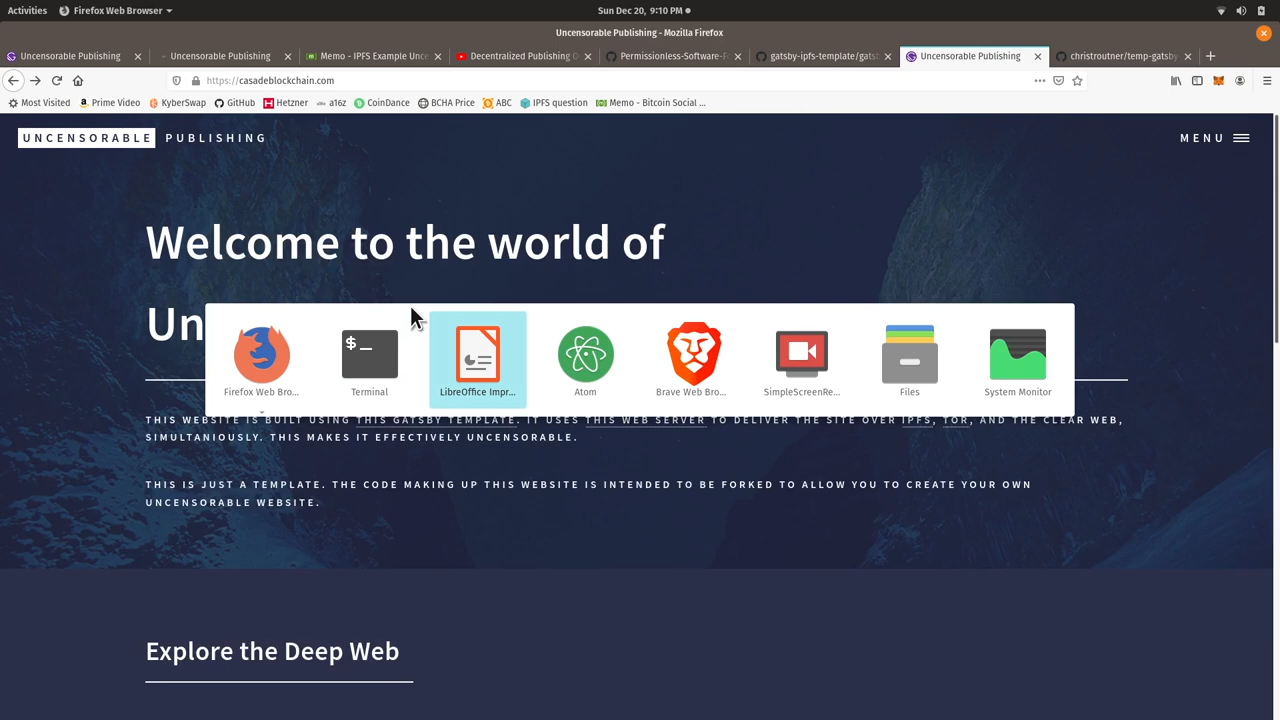 Activities Firefox Web Browser Sun Dec 20, 9:10 PM
Uncensorable Publishing - Mozilla Firefox
Uncensorable Publishing Uncensorable Publishing Memo - IPFS Example Unce Decentralized Publishing O Permissionless-Software-F gatsby-ipfs-template/gats Uncensorable Publishing christroutner/temp-gatsby
https://casadeblockchain.com
Most Visited Prime Video KyberSwap GitHub Hetzner a16z CoinDance BCHA Price ABC IPFS question Memo - Bitcoin Social ...
UNCENSORABLE PUBLISHING MENU
Welcome to the world of
Un
Firefox Web Bro... Terminal LibreOffice Impr... Atom Brave Web Bro... SimpleScreenRe... Files System Monitor
THIS WEBSITE IS BUILT USING THIS GATSBY TEMPLATE. IT USES THIS WEB SERVER TO DELIVER THE SITE OVER IPFS, TOR, AND THE CLEAR WEB,
SIMULTANIOUSLY. THIS MAKES IT EFFECTIVELY UNCENSORABLE.
THIS IS JUST A TEMPLATE. THE CODE MAKING UP THIS WEBSITE IS INTENDED TO BE FORKED TO ALLOW YOU TO CREATE YOUR OWN
UNCENSORABLE WEBSITE.
Explore the Deep Web